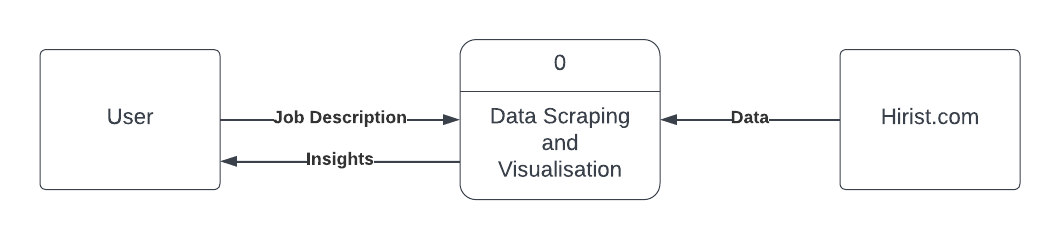 0
User
Job Description
Data Scraping
and
Visualisation
Data
Hirist.com
Insights